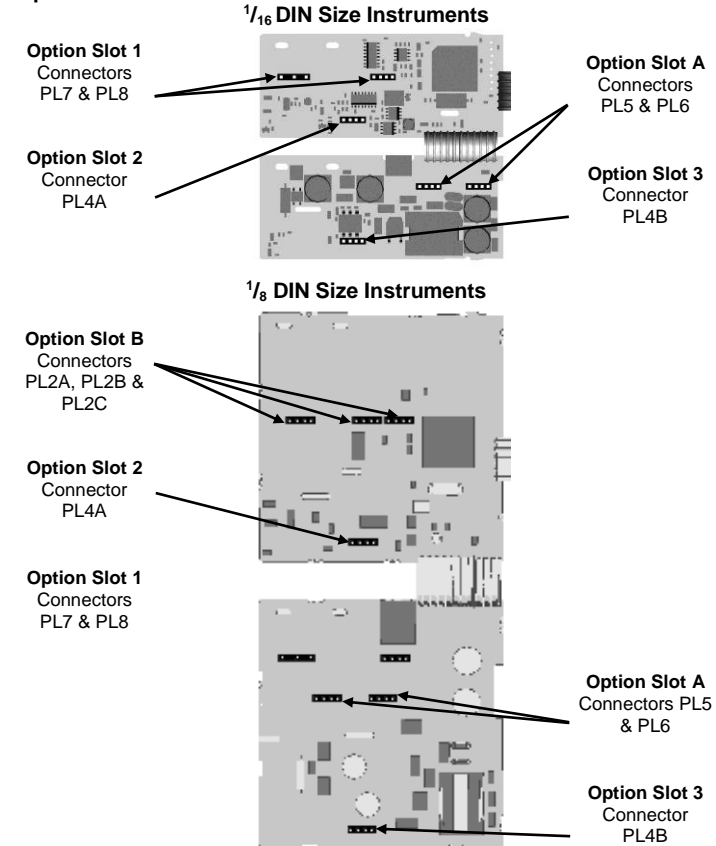 1/16 DIN Size Instruments
Option Slot 1
Connectors
PL7 & PL8
Option Slot A
Connectors
PL5 & PL6
Option Slot 2
Connector
PL4A
Option Slot 3
Connector
PL4B
1/8 DIN Size Instruments
Option Slot B
Connectors
PL2A, PL2B &
PL2C
Option Slot 2
Connector
PL4A
Option Slot 1
Connectors
PL7 & PL8
Option Slot A
Connectors PL5
& PL6
Option Slot 3
Connector
PL4B